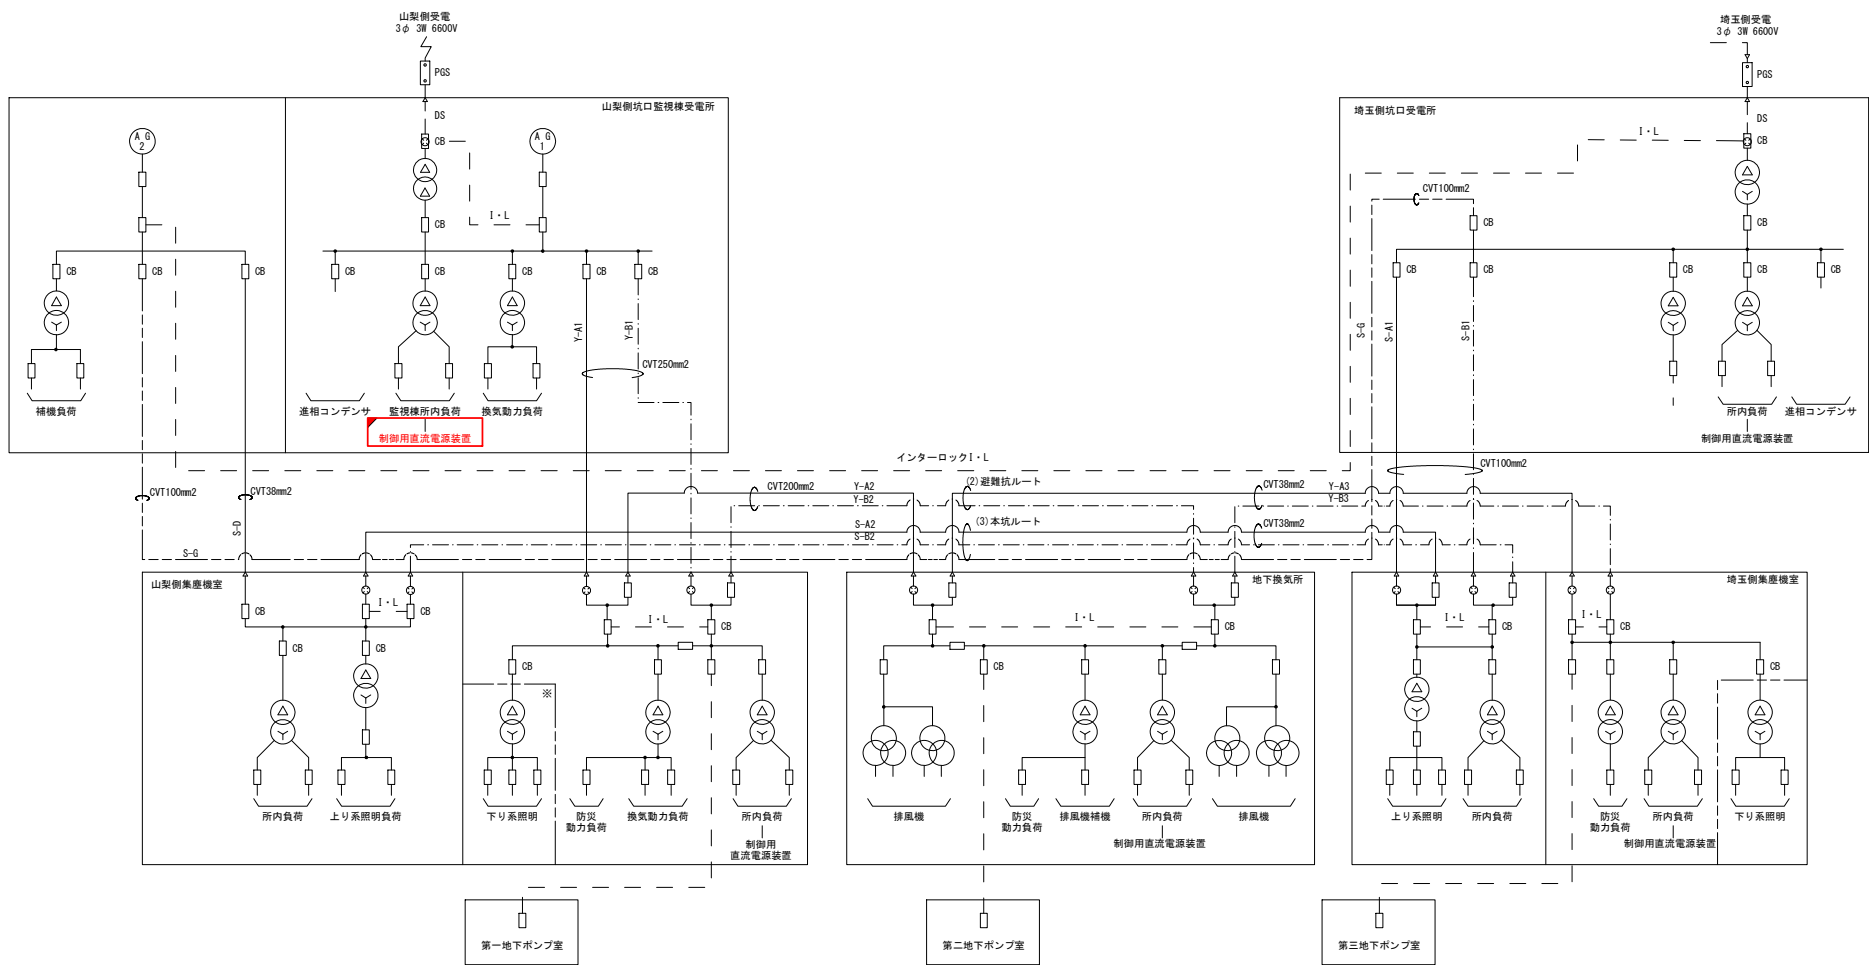 山梨側受電
3φ 3W 6600V
PGS
埼玉側受電
3φ 3W 6600V
PGS
山梨側坑口監視棟受電所
DS
CB
A G
2
A G
1
I・L
CB
CB
CB
CB
CB
CB
CB
CB
CB
Y-A1
Y-B1
CVT250mm2
補機負荷
進相コンデンサ
監視棟所内負荷
換気動力負荷
制御用直流電源装置
埼玉側坑口受電所
DS
I・L
CB
CVT100mm2
CB
CB
CB
CB
CB
CB
CB
S-G
S-A1
S-B1
所内負荷
進相コンデンサ
制御用直流電源装置
インターロックI・L
CVT100mm2
CVT100mm2
CVT38mm2
CVT200mm2
Y-A2
Y-B2
(2)避難抗ルート
CVT38mm2
Y-A3
Y-B3
S-D
S-A2
S-B2
(3)本坑ルート
CVT38mm2
S-G
山梨側集塵機室
I・L
CB
CB
CB
CB
所内負荷
上り系照明負荷
I・L
CB
CB
※
下り系照明
防災
動力負荷
換気動力負荷
所内負荷
制御用
直流電源装置
地下換気所
I・L
CB
CB
排風機
防災
動力負荷
排風機補機
所内負荷
排風機
制御用直流電源装置
埼玉側集塵機室
I・L
CB
I・L
CB
CB
上り系照明
所内負荷
防災
動力負荷
所内負荷
下り系照明
制御用直流電源装置
第一地下ポンプ室
第二地下ポンプ室
第三地下ポンプ室